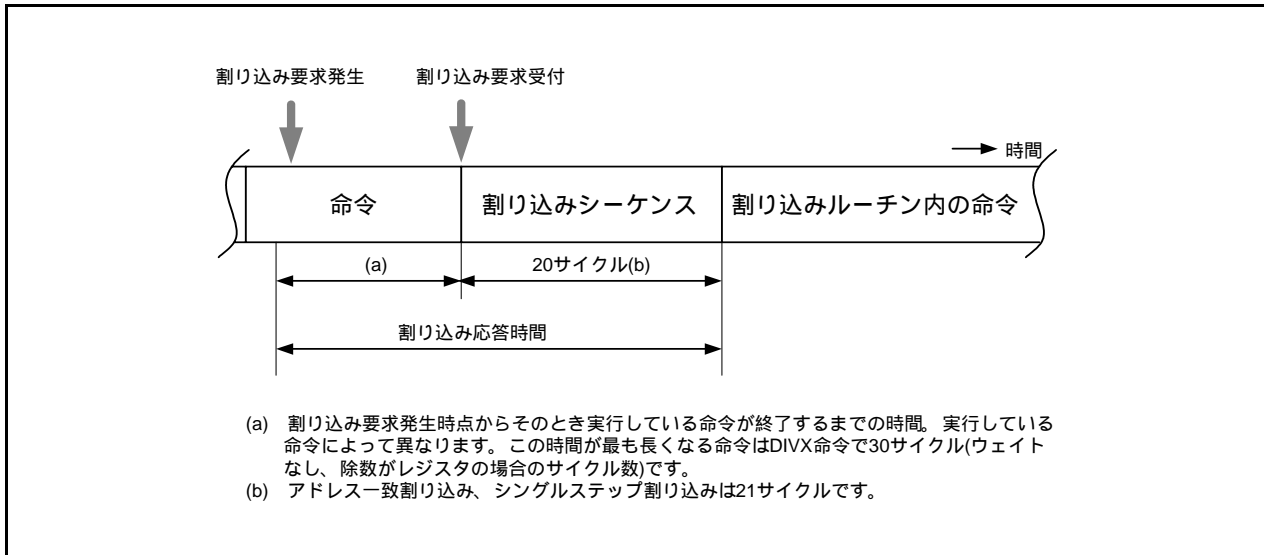 割り込み要求発生 割り込み要求受付
時間
命令 割り込みシーケンス 割り込みルーチン内の命令
(a) 20サイクル(b)
割り込み応答時間
(a) 割り込み要求発生時点からそのとき実行している命令が終了するまでの時間。実行している
命令によって異なります。この時間が最も長くなる命令はDIVX命令で30サイクル(ウェイト
なし、除数がレジスタの場合のサイクル数)です。
(b) アドレス一致割り込み、シングルステップ割り込みは21サイクルです。